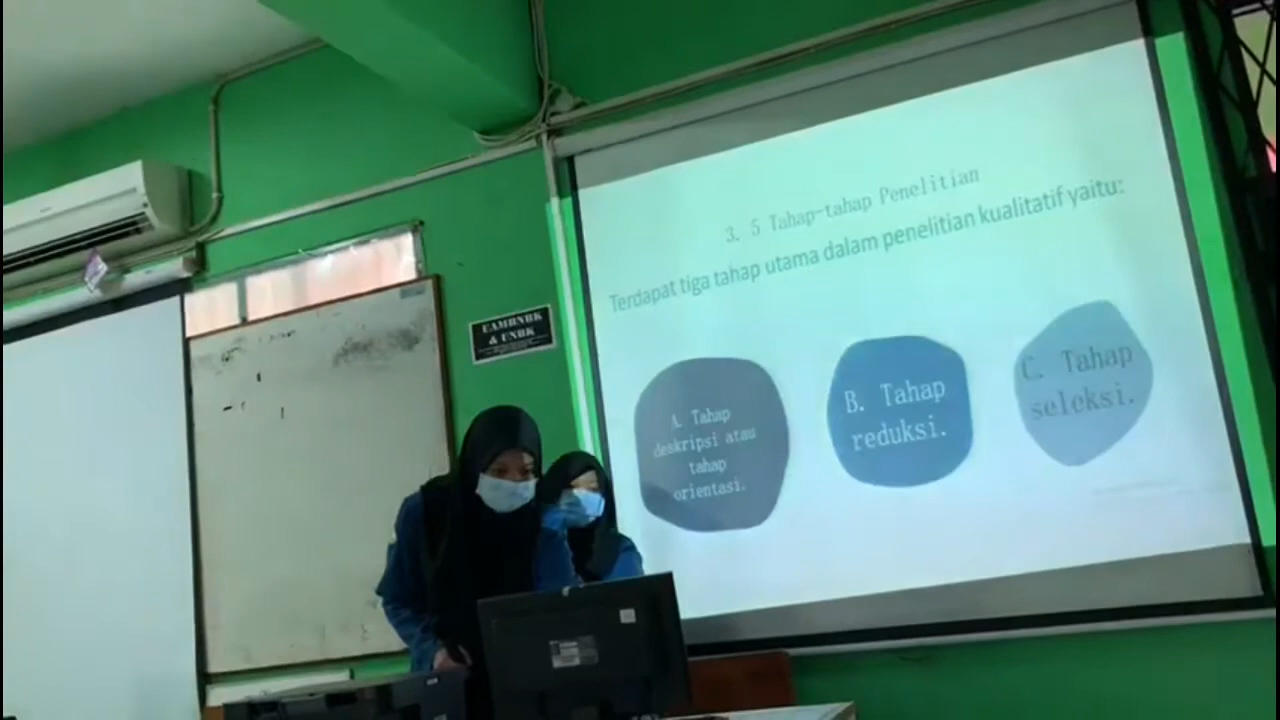 3. 5 Tahap-tahap Penelitian
Terdapat tiga tahap utama dalam penelitian kualitatif yaitu:
A. Tahap
deskripsi atau
tahap
orientasi.
B. Tahap
reduksi.
C. Tahap
seleksi.
EAMBNBK
& UNBK